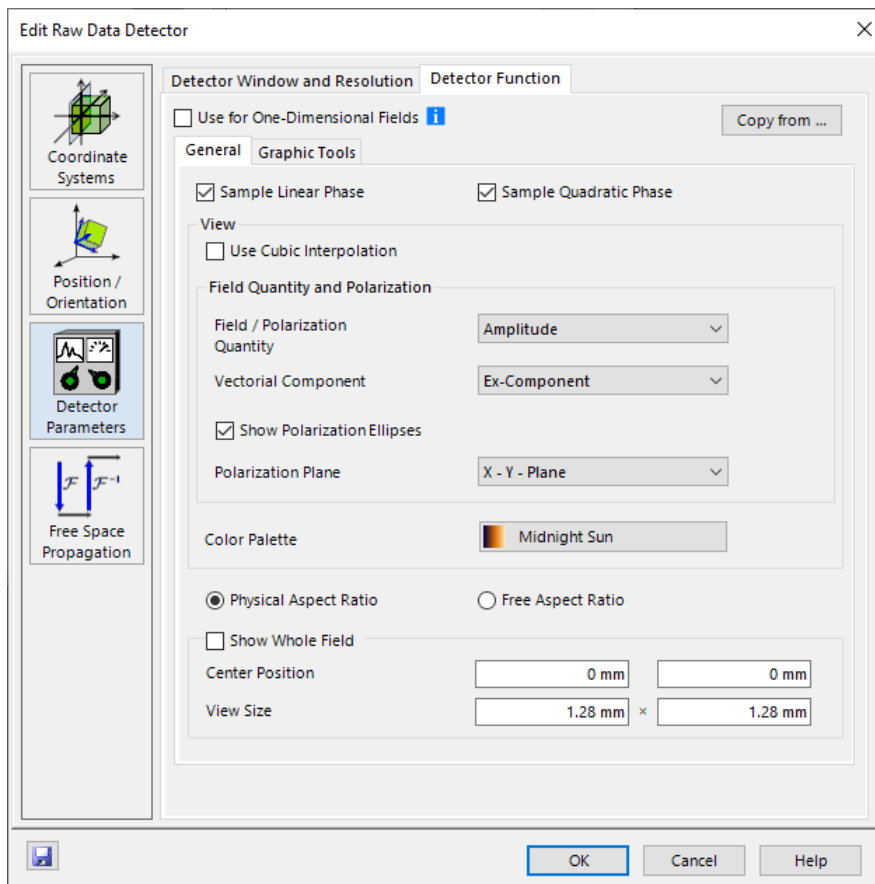 Edit Raw Data Detector
Coordinate
Systems
Position /
Orientation
Detector
Parameters
ℱ ℱ⁻¹
Free Space
Propagation
Detector Window and Resolution Detector Function
Use for One-Dimensional Fields i
Copy from ...
General Graphic Tools
Sample Linear Phase Sample Quadratic Phase
View
Use Cubic Interpolation
Field Quantity and Polarization
Field / Polarization
Quantity
Amplitude
Vectorial Component Ex-Component
Show Polarization Ellipses
Polarization Plane X - Y - Plane
Color Palette Midnight Sun
Physical Aspect Ratio Free Aspect Ratio
Show Whole Field
Center Position 0 mm 0 mm
View Size 1.28 mm × 1.28 mm
OK Cancel Help